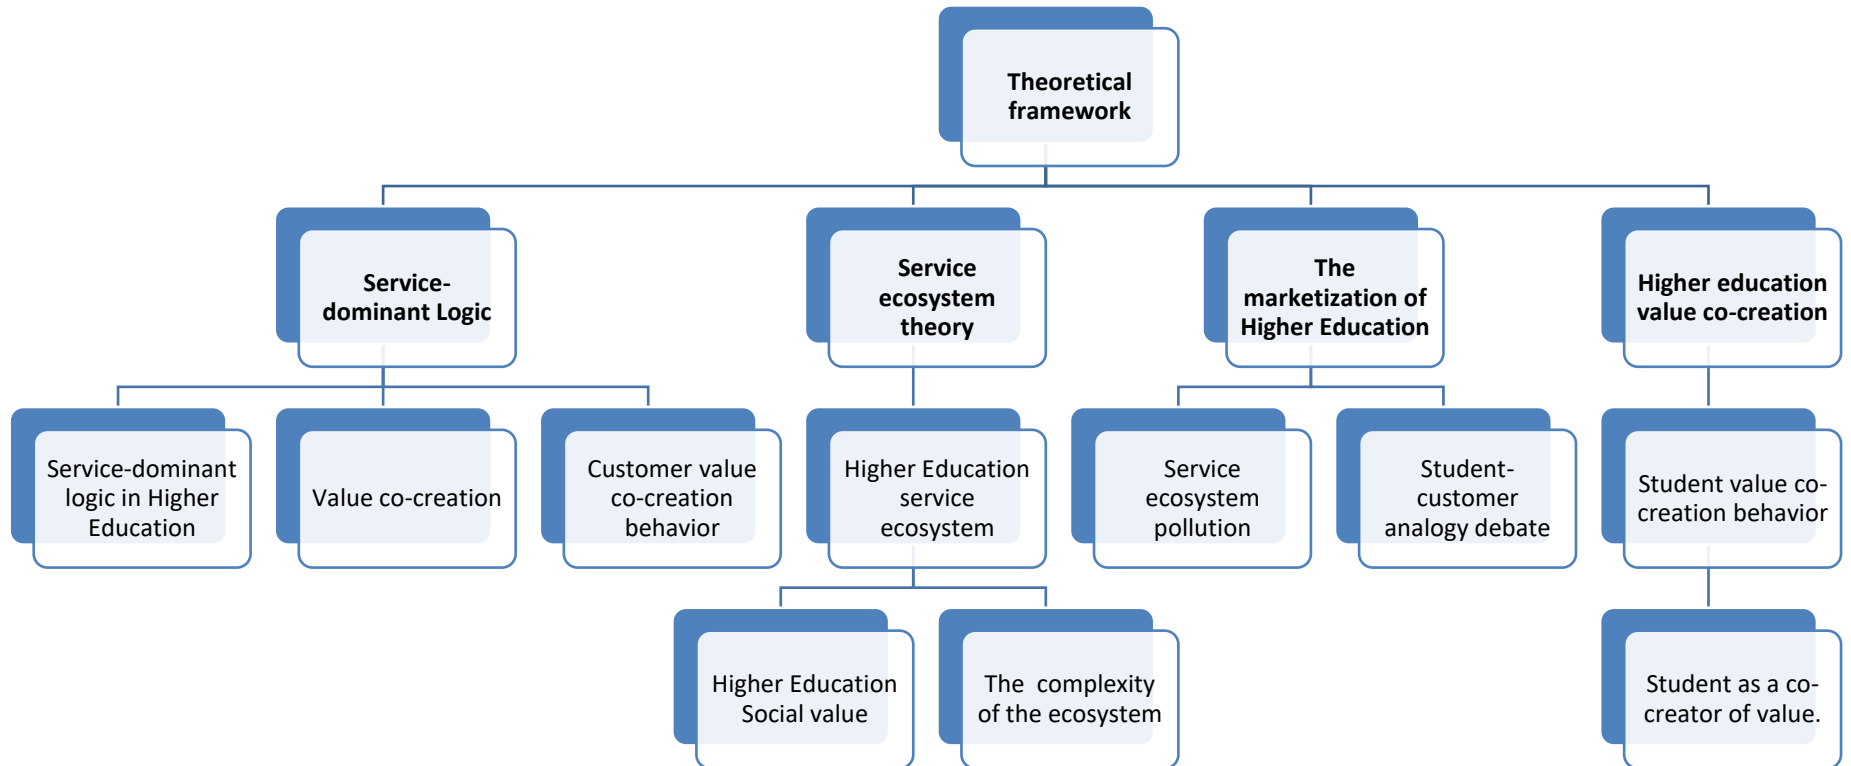 Theoretical
framework
Service-
dominant Logic
Service
ecosystem
theory
The
marketization of
Higher Education
Higher education
value co-creation
Service-dominant
logic in Higher
Education
Value co-creation
Customer value
co-creation
behavior
Higher Education
service
ecosystem
Service
ecosystem
pollution
Student-
customer
analogy debate
Student value co-
creation behavior
Higher Education
Social value
The complexity
of the ecosystem
Student as a co-
creator of value.